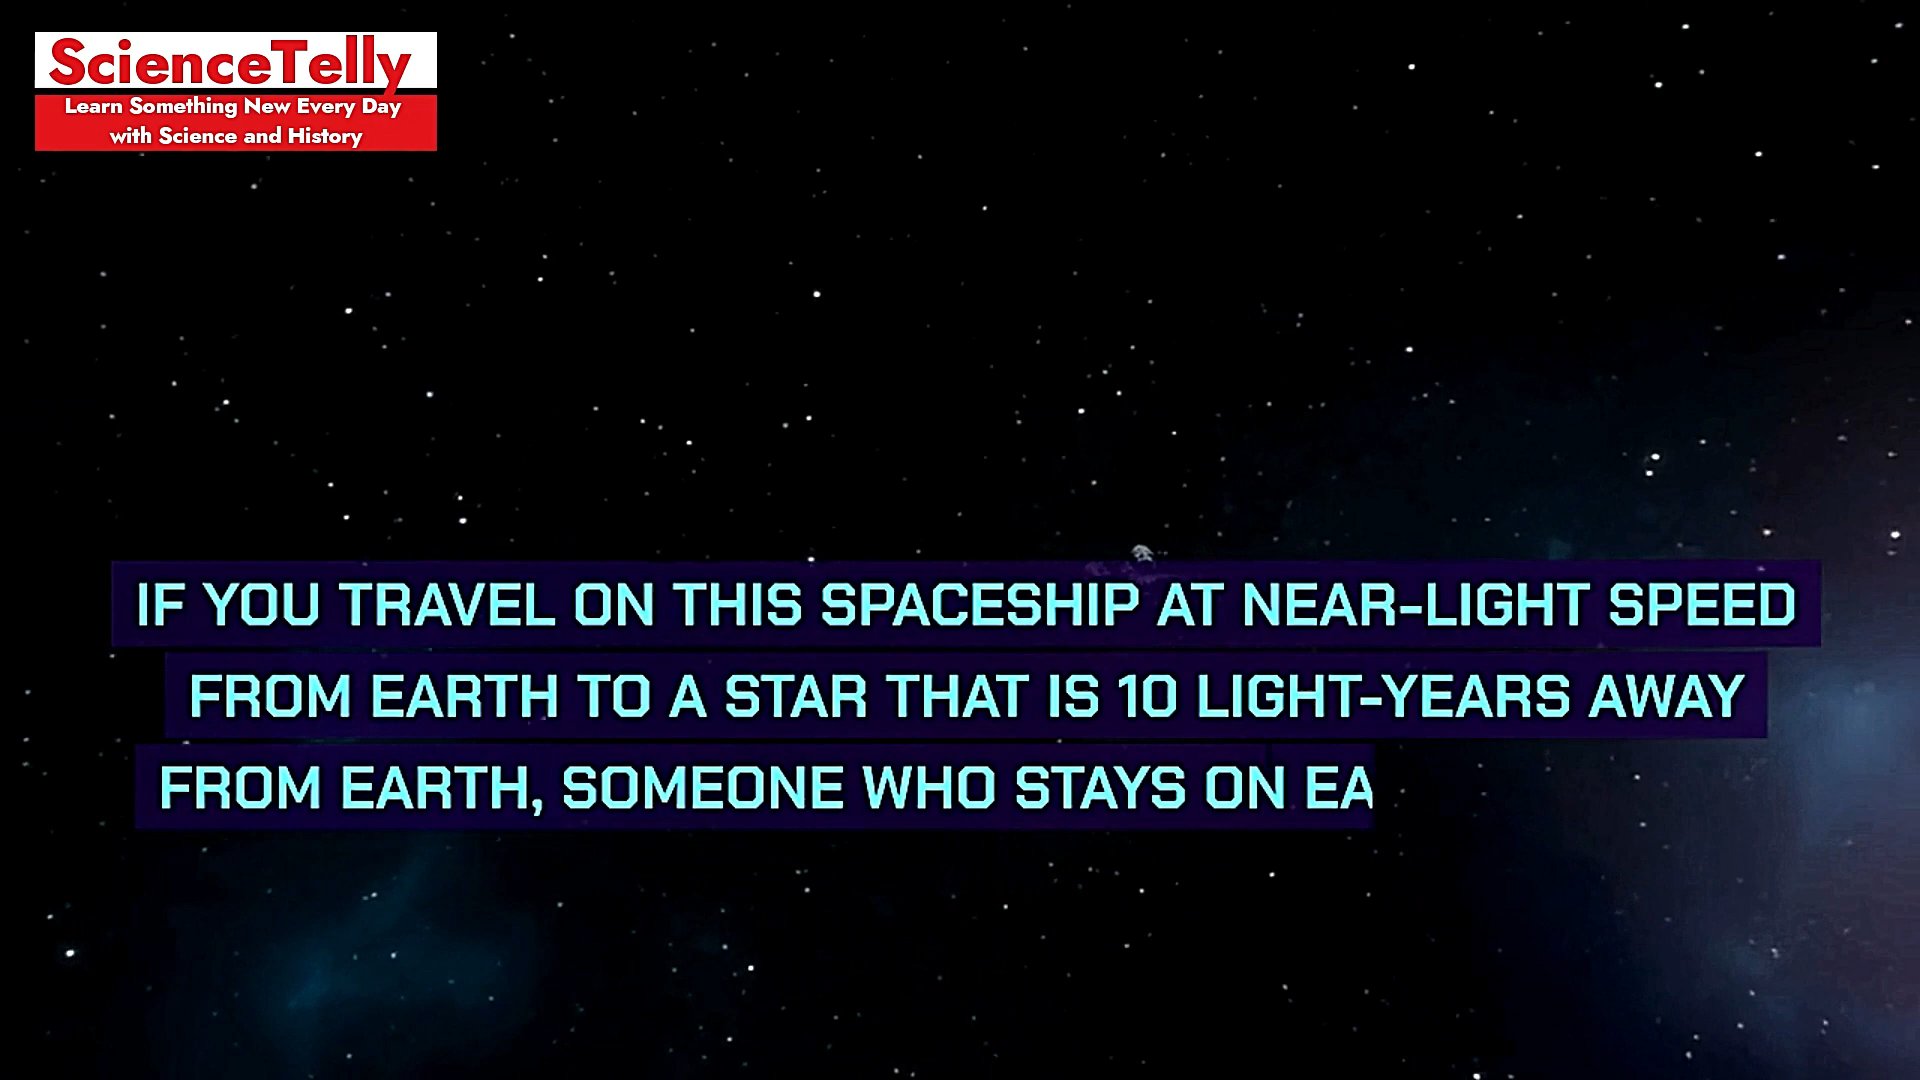 ScienceTelly
Learn Something New Every Day
with Science and History
IF YOU TRAVEL ON THIS SPACESHIP AT NEAR-LIGHT SPEED
FROM EARTH TO A STAR THAT IS 10 LIGHT-YEARS AWAY
FROM EARTH, SOMEONE WHO STAYS ON EA